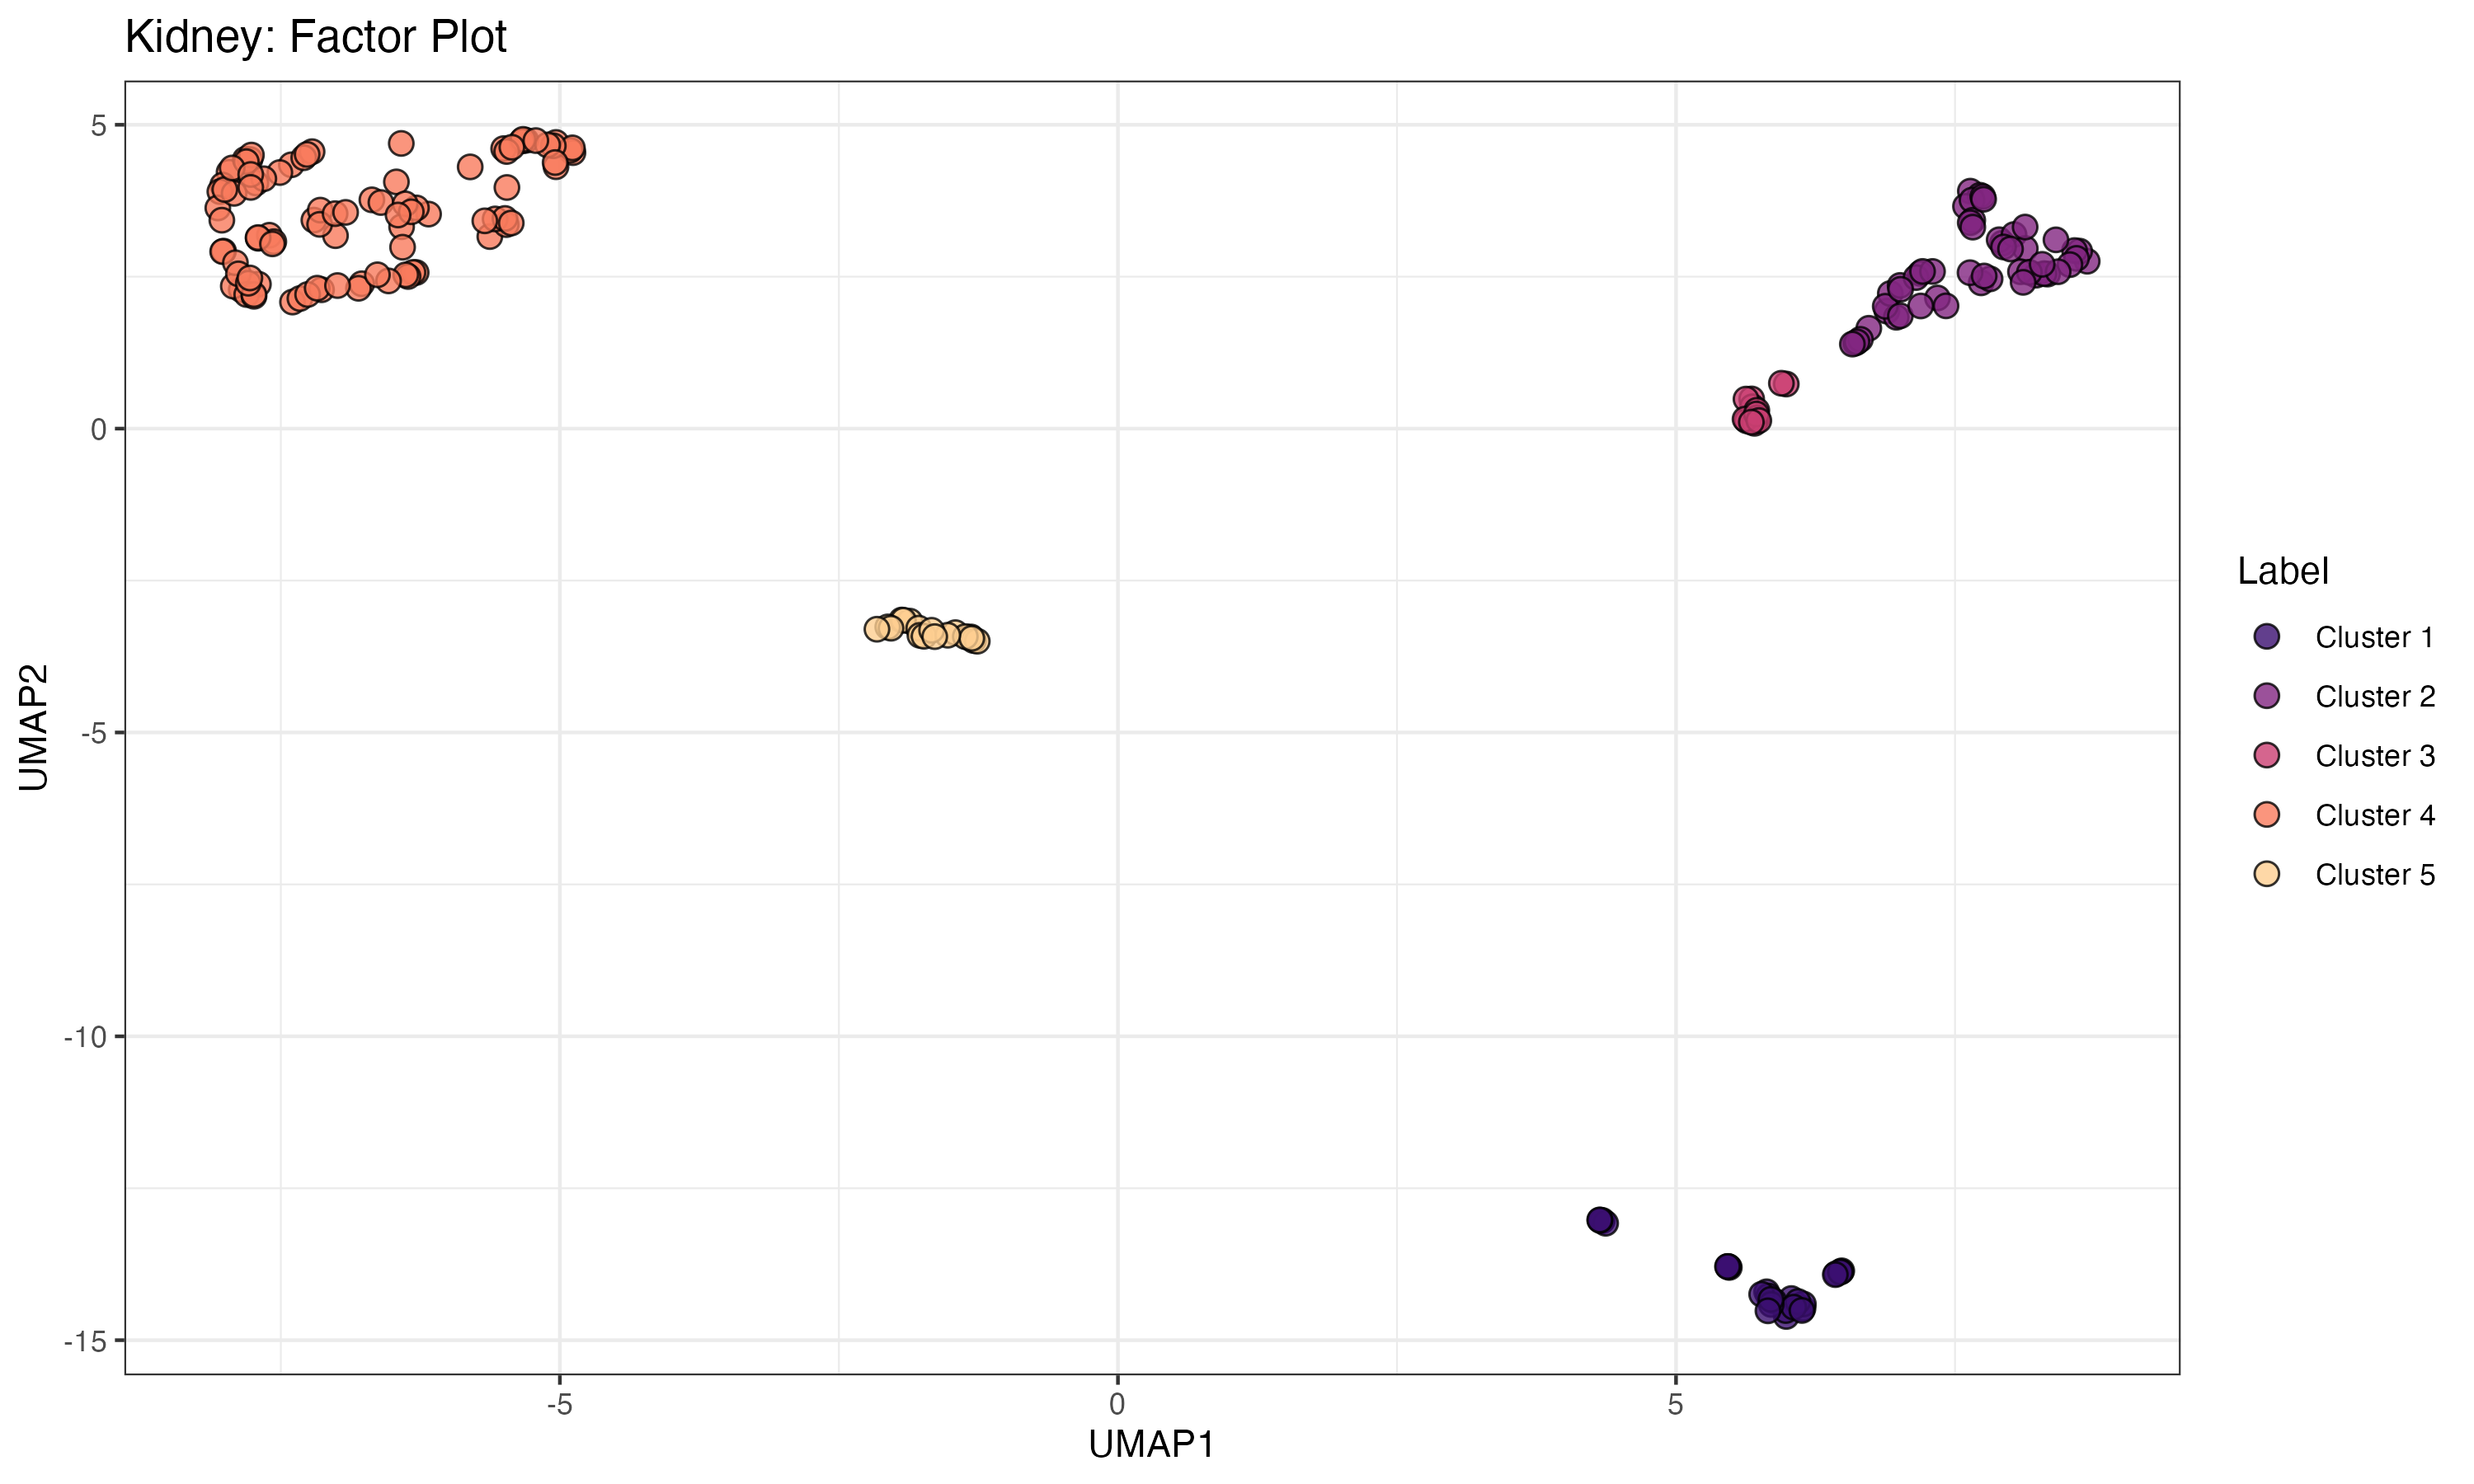 Kidney: Factor Plot
5
0
-5
-10
-15
UMAP2
-5
0
5
UMAP1
Label
Cluster 1
Cluster 2
Cluster 3
Cluster 4
Cluster 5